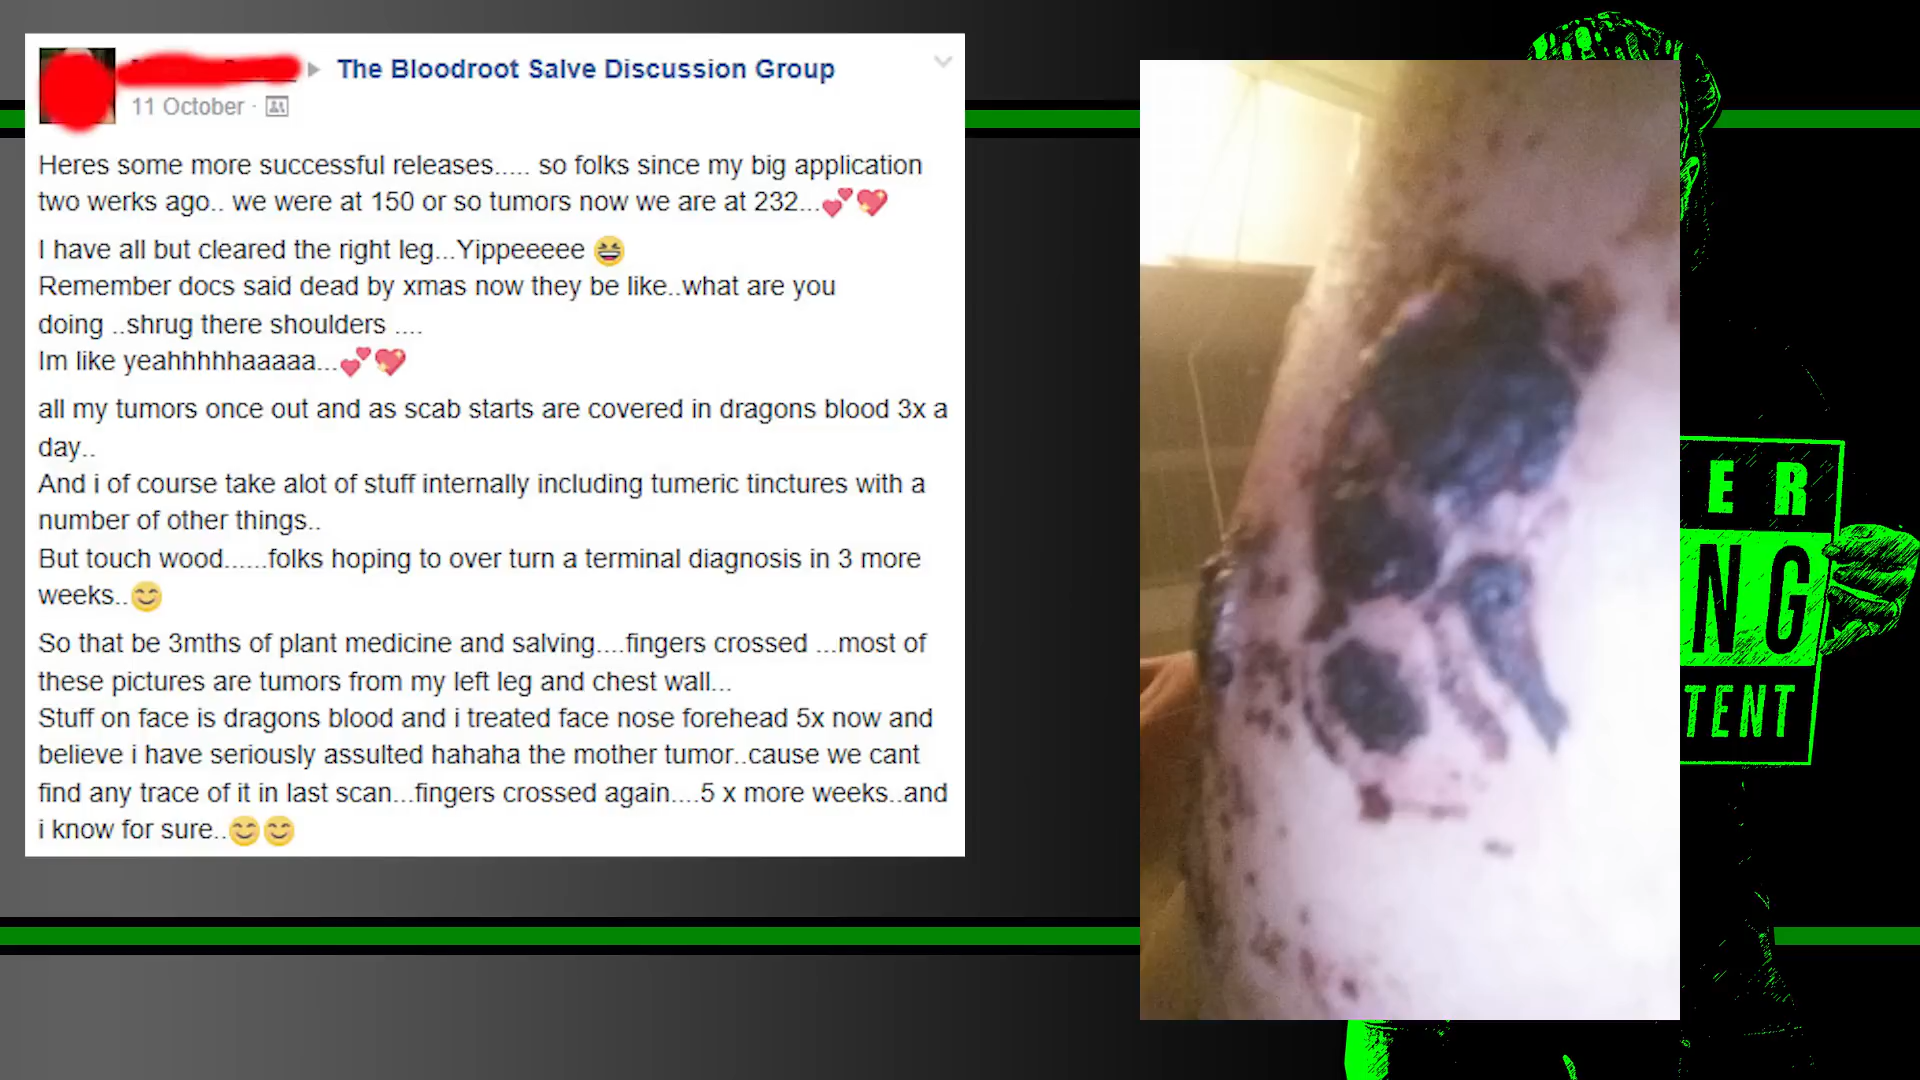 The Bloodroot Salve Discussion Group
11 October ·
Heres some more successful releases..... so folks since my big application
two werks ago.. we were at 150 or so tumors now we are at 232...💕💖
I have all but cleared the right leg...Yippeeeee 😆
Remember docs said dead by xmas now they be like..what are you
doing ..shrug there shoulders ....
Im like yeahhhhhaaaaa...💕💖
all my tumors once out and as scab starts are covered in dragons blood 3x a
day..
And i of course take alot of stuff internally including tumeric tinctures with a
number of other things..
But touch wood......folks hoping to over turn a terminal diagnosis in 3 more
weeks..😊
So that be 3mths of plant medicine and salving....fingers crossed ...most of
these pictures are tumors from my left leg and chest wall...
Stuff on face is dragons blood and i treated face nose forehead 5x now and
believe i have seriously assulted hahaha the mother tumor..cause we cant
find any trace of it in last scan...fingers crossed again....5 x more weeks..and
i know for sure..😊😊
ER
NG
TENT